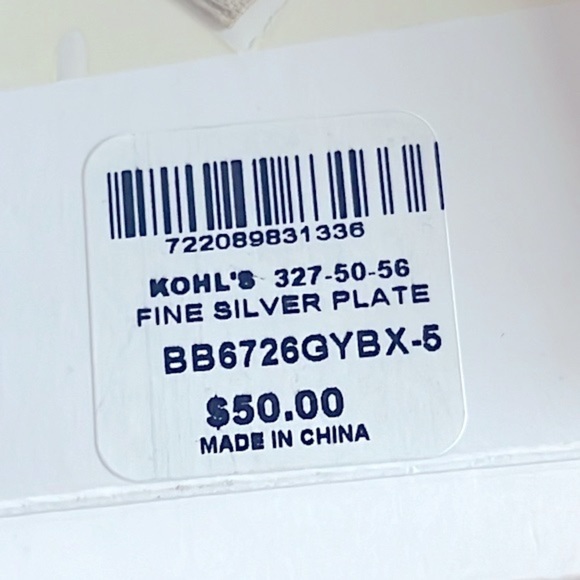 722089831336
KOHL'S 327-50-56
FINE SILVER PLATE
BB6726GYBX-5
$50.00
MADE IN CHINA